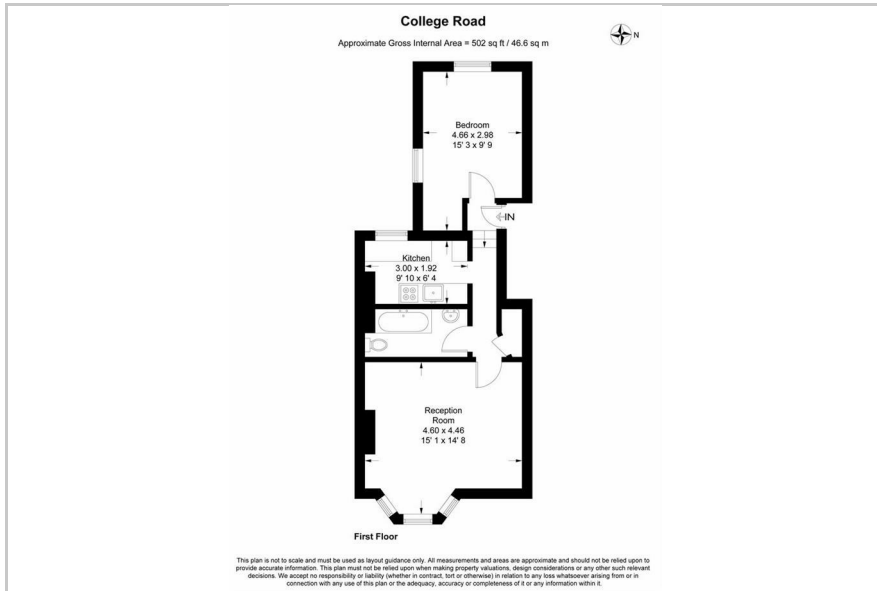 College Road
Approximate Gross Internal Area = 502 sq ft / 46.6 sq m
N
Bedroom
4.66 x 2.98
15' 3 x 9' 9
IN
Kitchen
3.00 x 1.92
9' 10 x 6' 4
Reception
Room
4.60 x 4.46
15' 1 x 14' 8
First Floor
This plan is not to scale and must be used as layout guidance only. All measurements and areas are approximate and should not be relied upon to
provide accurate information. This plan must not be relied upon when making property valuations, design considerations or any other such relevant
decisions. We accept no responsibility or liability (whether in contract, tort or otherwise) in relation to any loss whatsoever arising from or in
connection with any use of this plan or the adequacy, accuracy or completeness of it or any information within it.